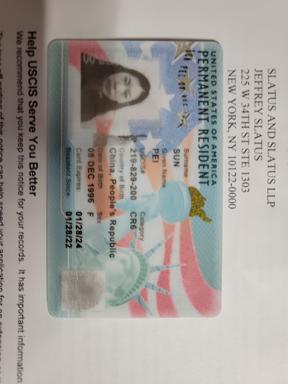 SLATUS AND SLATUS LLP
JEFFREY SLATUS
225 W 34TH ST STE 1303
NEW YORK, NY 10122-0000
UNITED STATES OF AMERICA
PERMANENT RESIDENT
Surname
SUN
Given Name
PEI
USCIS# Category
219-829-200 CR6
Country of Birth
China, People's Republic
Date of Birth Sex
08 DEC 1995 F
Card Expires: 01/28/24
Resident Since: 01/28/22
Help USCIS Serve You Better
We recommend that you keep this notice for your records. It has important information